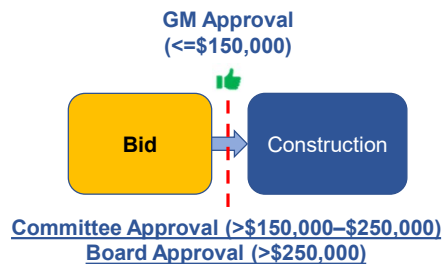 GM Approval
(<=$150,000)
Bid
Construction
Committee Approval (>$150,000–$250,000)
Board Approval (>$250,000)